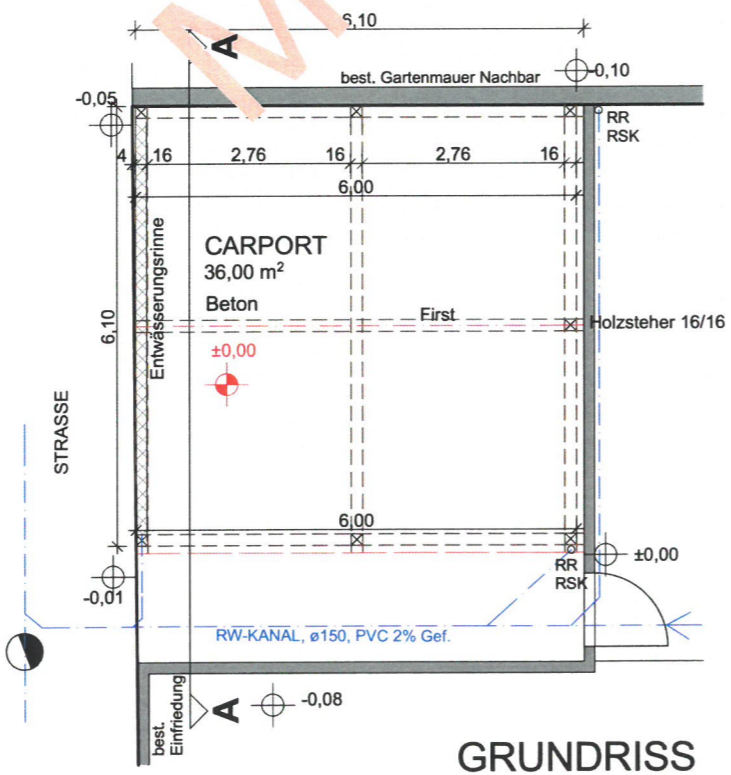 6,10
A
best. Gartenmauer Nachbar
-0,10
-0,05
RR
RSK
4 16 2,76 16 2,76 16
6,00
CARPORT
36,00 m²
Beton
Entwässerungsrinne
First
Holzsteher 16/16
6,10
±0,00
STRASSE
6,00
±0,00
RR
RSK
-0,01
RW-KANAL, ø150, PVC 2% Gef.
best.
Einfriedung
A
-0,08
GRUNDRISS